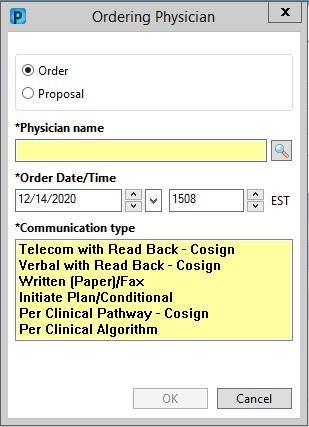 P Ordering Physician X
Order
Proposal
*Physician name
*Order Date/Time
12/14/2020 1508 EST
*Communication type
Telecom with Read Back - Cosign
Verbal with Read Back - Cosign
Written (Paper)/Fax
Initiate Plan/Conditional
Per Clinical Pathway - Cosign
Per Clinical Algorithm
OK Cancel